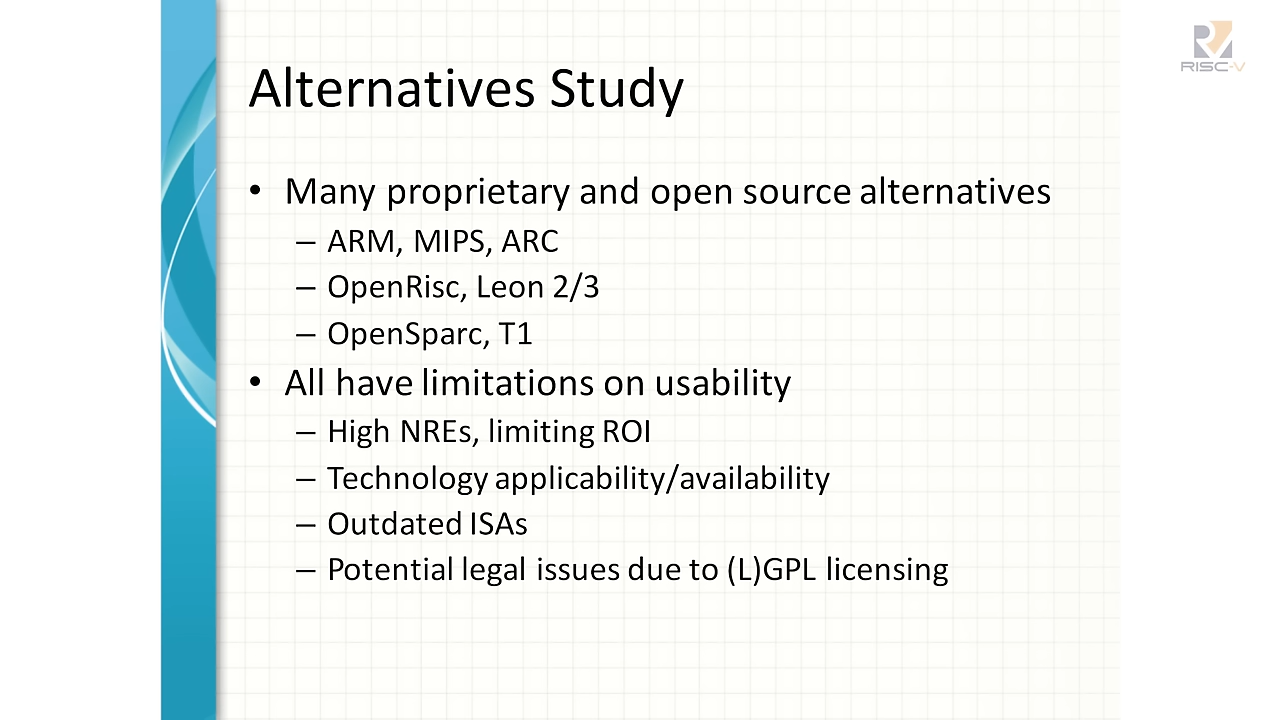 RISC-V
Alternatives Study
• Many proprietary and open source alternatives
– ARM, MIPS, ARC
– OpenRisc, Leon 2/3
– OpenSparc, T1
• All have limitations on usability
– High NREs, limiting ROI
– Technology applicability/availability
– Outdated ISAs
– Potential legal issues due to (L)GPL licensing